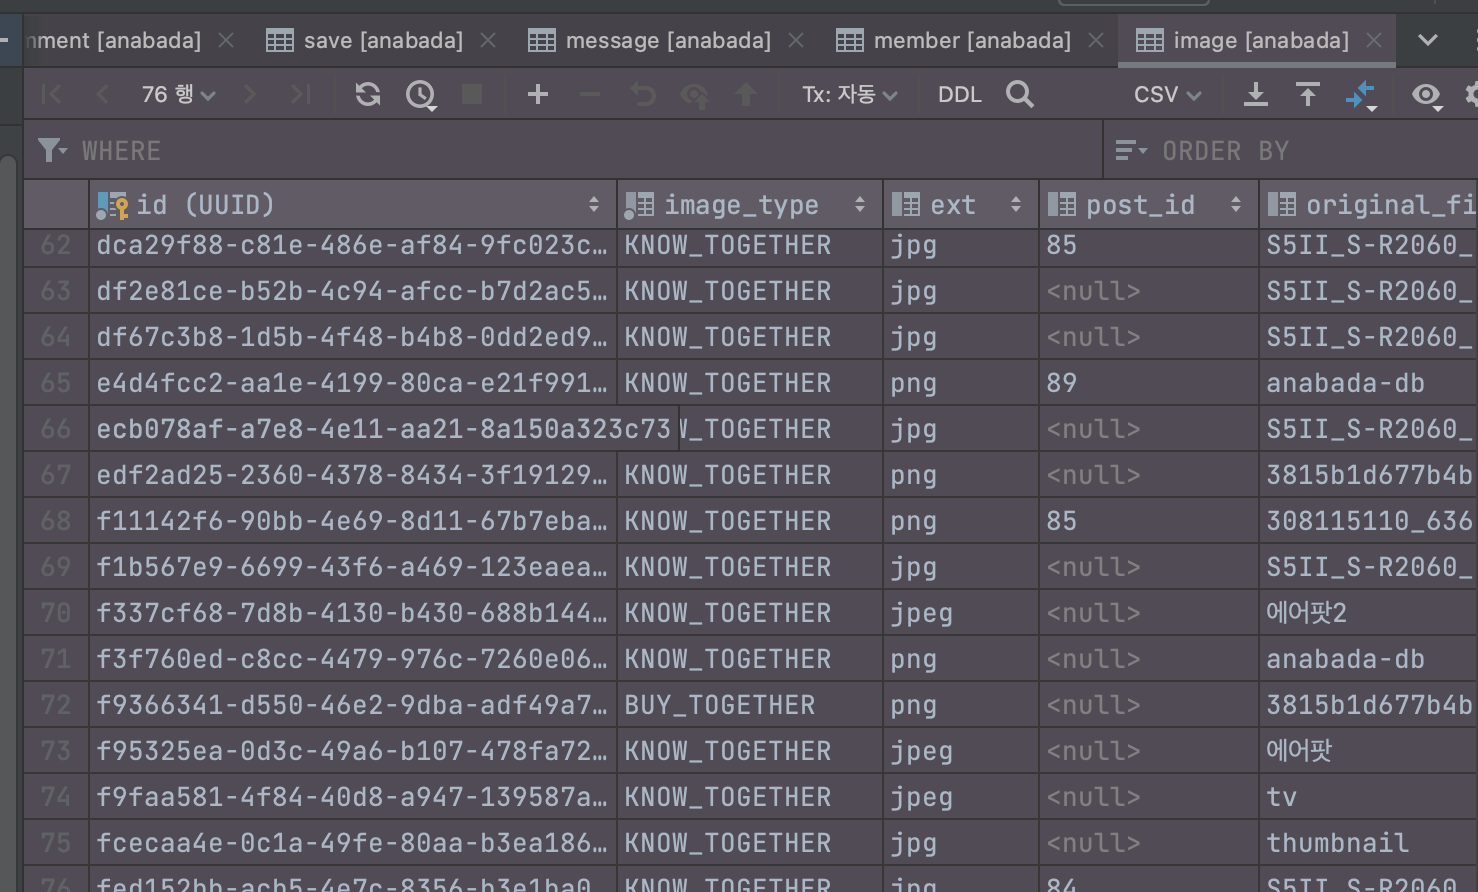 nment [anabada] save [anabada] message [anabada] member [anabada] image [anabada]
76 행 Tx: 자동 DDL CSV
WHERE ORDER BY
id (UUID) image_type ext post_id original_fi
62 dca29f88-c81e-486e-af84-9fc023c… KNOW_TOGETHER jpg 85 S5II_S-R2060_
63 df2e81ce-b52b-4c94-afcc-b7d2ac5… KNOW_TOGETHER jpg <null> S5II_S-R2060_
64 df67c3b8-1d5b-4f48-b4b8-0dd2ed9… KNOW_TOGETHER jpg <null> S5II_S-R2060_
65 e4d4fcc2-aa1e-4199-80ca-e21f991… KNOW_TOGETHER png 89 anabada-db
66 ecb078af-a7e8-4e11-aa21-8a150a323c73 W_TOGETHER jpg <null> S5II_S-R2060_
67 edf2ad25-2360-4378-8434-3f19129… KNOW_TOGETHER png <null> 3815b1d677b4b
68 f11142f6-90bb-4e69-8d11-67b7eba… KNOW_TOGETHER png 85 308115110_636
69 f1b567e9-6699-43f6-a469-123eaea… KNOW_TOGETHER jpg <null> S5II_S-R2060_
70 f337cf68-7d8b-4130-b430-688b144… KNOW_TOGETHER jpeg <null> 에어팟2
71 f3f760ed-c8cc-4479-976c-7260e06… KNOW_TOGETHER png <null> anabada-db
72 f9366341-d550-46e2-9dba-adf49a7… BUY_TOGETHER png <null> 3815b1d677b4b
73 f95325ea-0d3c-49a6-b107-478fa72… KNOW_TOGETHER jpeg <null> 에어팟
74 f9faa581-4f84-40d8-a947-139587a… KNOW_TOGETHER jpeg <null> tv
75 fcecaa4e-0c1a-49fe-80aa-b3ea186… KNOW_TOGETHER jpg <null> thumbnail
76 fed152bb-acb5-4e7c-8356-b3e1ba0… KNOW_TOGETHER jpg 84 S5II_S-R2060_